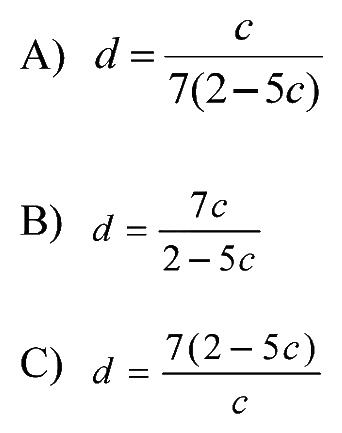 A) d = c / 7(2−5c)
B) d = 7c / 2 − 5c
C) d = 7(2 − 5c) / c